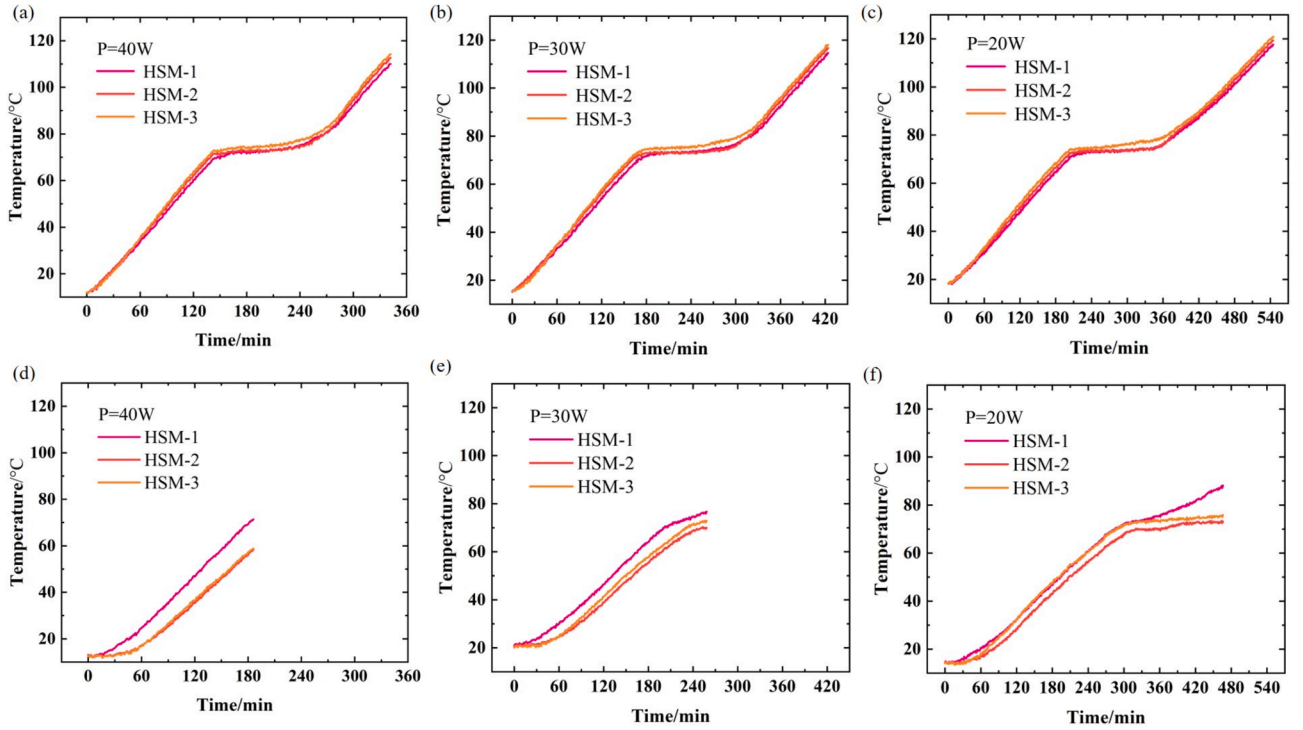 (a)
P=40W
HSM-1
HSM-2
HSM-3
Temperature/°C
120
100
80
60
40
20
0 60 120 180 240 300 360
Time/min
(b)
P=30W
HSM-1
HSM-2
HSM-3
Temperature/°C
120
100
80
60
40
20
0 60 120 180 240 300 360 420
Time/min
(c)
P=20W
HSM-1
HSM-2
HSM-3
Temperature/°C
120
100
80
60
40
20
0 60 120 180 240 300 360 420 480 540
Time/min
(d)
P=40W
HSM-1
HSM-2
HSM-3
Temperature/°C
120
100
80
60
40
20
0 60 120 180 240 300 360
Time/min
(e)
P=30W
HSM-1
HSM-2
HSM-3
Temperature/°C
120
100
80
60
40
20
0 60 120 180 240 300 360 420
Time/min
(f)
P=20W
HSM-1
HSM-2
HSM-3
Temperature/°C
120
100
80
60
40
20
0 60 120 180 240 300 360 420 480 540
Time/min